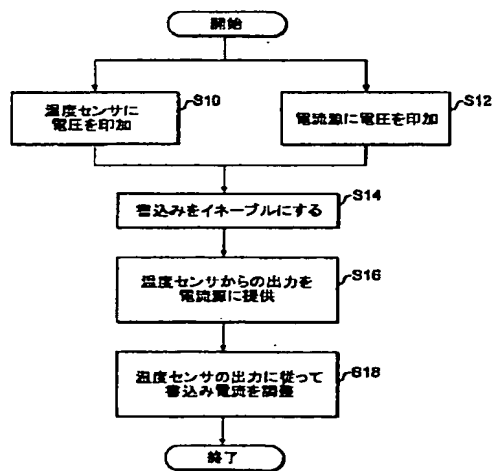 開始
温度センサに
電圧を印加
S10
電流源に電圧を印加
S12
書込みをイネーブルにする
S14
温度センサからの出力を
電流源に提供
S16
温度センサの出力に従って
書込み電流を調整
S18
終了